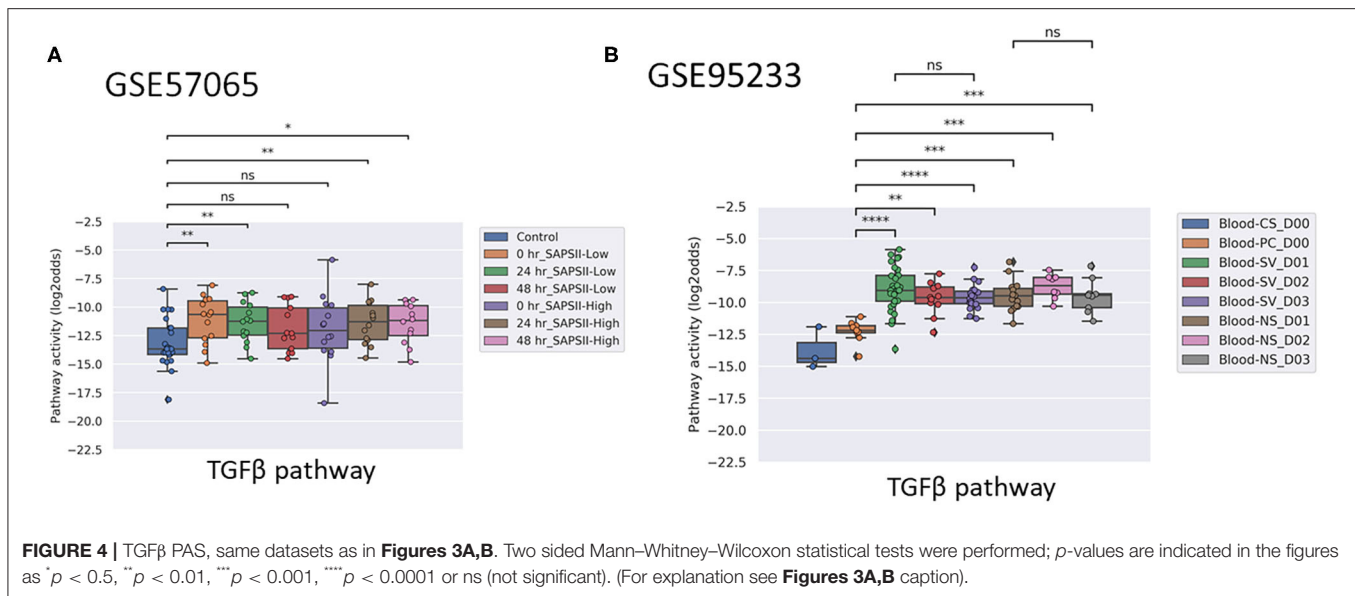 A
GSE57065
*
**
ns
ns
**
**
Pathway activity (log2odds)
−2.5
−5.0
−7.5
−10.0
−12.5
−15.0
−17.5
−20.0
−22.5
Control
0 hr_SAPSII-Low
24 hr_SAPSII-Low
48 hr_SAPSII-Low
0 hr_SAPSII-High
24 hr_SAPSII-High
48 hr_SAPSII-High
TGFβ pathway
B
GSE95233
ns
ns
***
***
***
****
**
****
Pathway activity (log2odds)
−2.5
−5.0
−7.5
−10.0
−12.5
−15.0
−17.5
−20.0
−22.5
Blood-CS_D00
Blood-PC_D00
Blood-SV_D01
Blood-SV_D02
Blood-SV_D03
Blood-NS_D01
Blood-NS_D02
Blood-NS_D03
TGFβ pathway
FIGURE 4 | TGFβ PAS, same datasets as in Figures 3A,B. Two sided Mann–Whitney–Wilcoxon statistical tests were performed; p-values are indicated in the figures
as *p < 0.5, **p < 0.01, ***p < 0.001, ****p < 0.0001 or ns (not significant). (For explanation see Figures 3A,B caption).